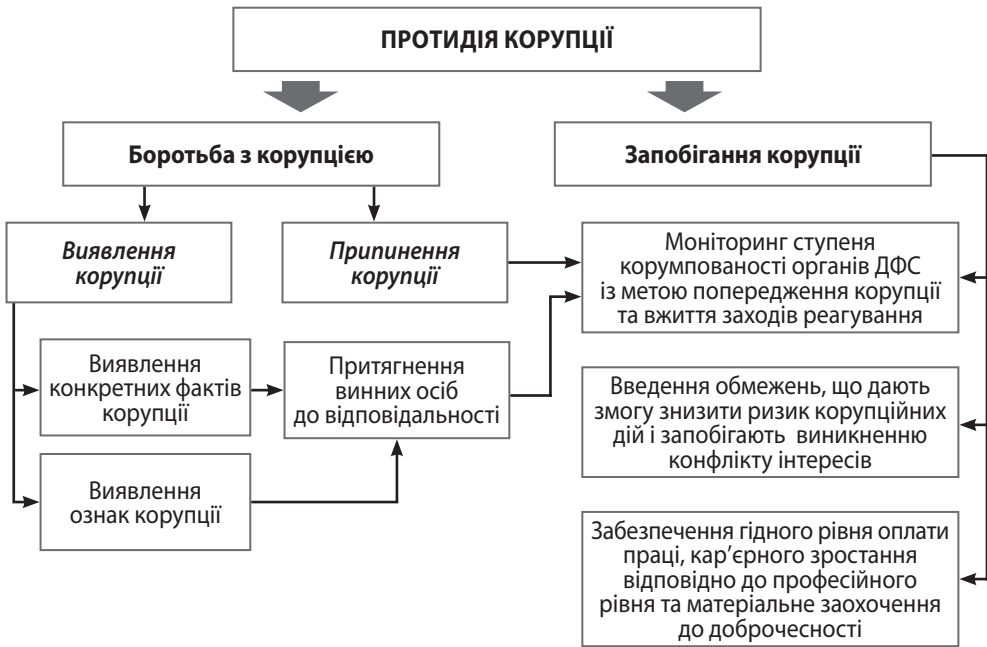 ПРОТИДІЯ КОРУПЦІЇ
Боротьба з корупцією
Запобігання корупції
Виявлення
корупції
Припинення
корупції
Моніторинг ступеня
корумпованості органів ДФС
із метою попередження корупції
та вжиття заходів реагування
Виявлення
конкретних фактів
корупції
Притягнення
винних осіб
до відповідальності
Введення обмежень, що дають
змогу знизити ризик корупційних
дій і запобігають виникненню
конфлікту інтересів
Виявлення
ознак корупції
Забезпечення гідного рівня оплати
праці, кар’єрного зростання
відповідно до професійного
рівня та матеріальне заохочення
до доброчесності